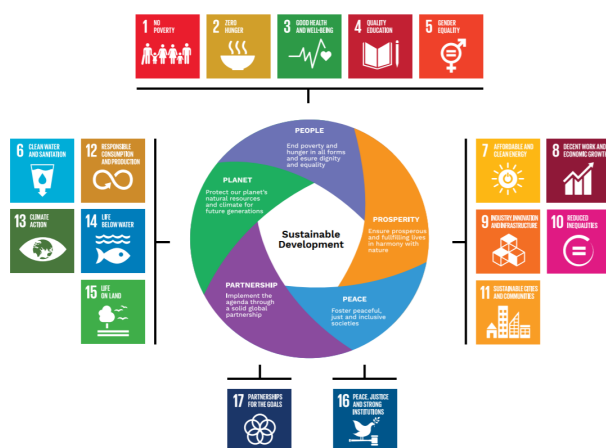 1 NO
POVERTY
2 ZERO
HUNGER
3 GOOD HEALTH
AND WELL-BEING
4 QUALITY
EDUCATION
5 GENDER
EQUALITY
6 CLEAN WATER
AND SANITATION
12 RESPONSIBLE
CONSUMPTION
AND PRODUCTION
13 CLIMATE
ACTION
14 LIFE
BELOW WATER
15 LIFE
ON LAND
PEOPLE
End poverty and
hunger in all forms
and esure dignity
and equality
PLANET
Protect our planet's
natural resources
and climate for
future generations
Sustainable
Development
PROSPERITY
Ensure prosperous
and fullfilling lives
in harmony with
nature
PARTNERSHIP
Implement the
agenda through
a solid global
partnership
PEACE
Foster peaceful,
just and inclusive
societies
7 AFFORDABLE AND
CLEAN ENERGY
8 DECENT WORK AND
ECONOMIC GROWTH
9 INDUSTRY, INNOVATION
AND INFRASTRUCTURE
10 REDUCED
INEQUALITIES
11 SUSTAINABLE CITIES
AND COMMUNITIES
17 PARTNERSHIPS
FOR THE GOALS
16 PEACE, JUSTICE
AND STRONG
INSTITUTIONS